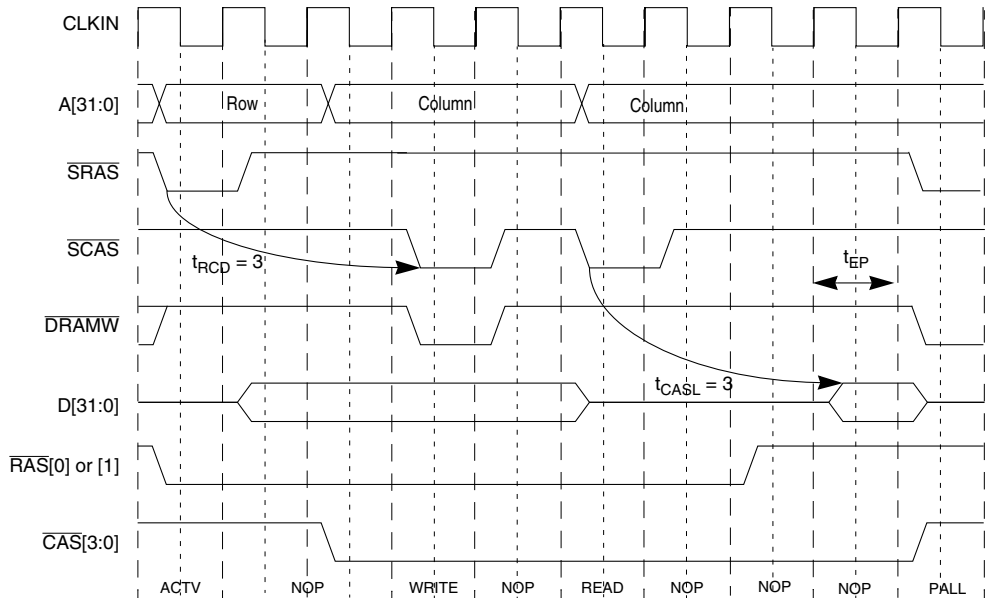 CLKIN
A[31:0]
Row
Column
Column
SRAS
SCAS
tRCD = 3
tEP
DRAMW
tCASL = 3
D[31:0]
RAS[0] or [1]
CAS[3:0]
ACTV NOP WRITE NOP READ NOP NOP NOP PALL